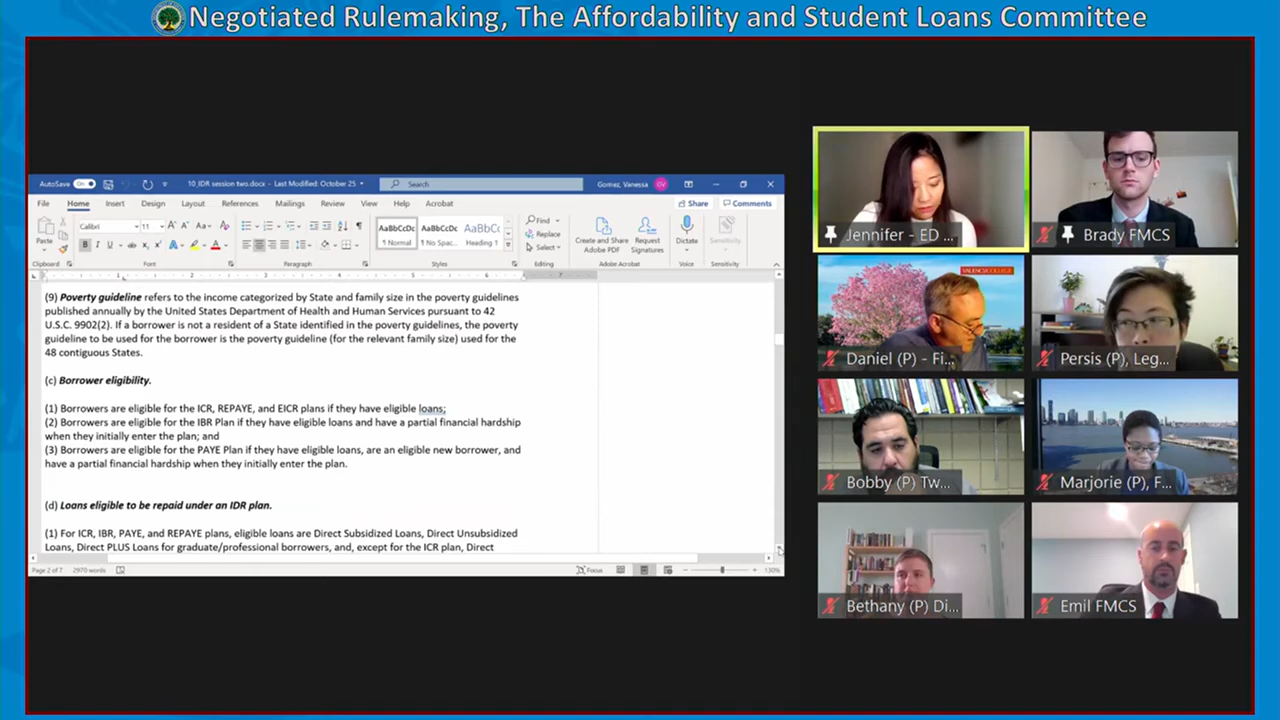 Negotiated Rulemaking, The Affordability and Student Loans Committee
AutoSave On 10_IDR session two.docx - Last Modified: October 25 Search Gomez, Vanessa GV
File Home Insert Design Layout References Mailings Review View Help Acrobat Share Comments
Calibri 11 AaBbCcDc AaBbCcDc AaBbCc Find
Paste B I U 1 Normal 1 No Spac... Heading 1 Replace Select Create and Share Adobe PDF Request Signatures Dictate Sensitivity
Clipboard Font Paragraph Styles Editing Adobe Acrobat Voice Sensitivity
(9) Poverty guideline refers to the income categorized by State and family size in the poverty guidelines
published annually by the United States Department of Health and Human Services pursuant to 42
U.S.C. 9902(2). If a borrower is not a resident of a State identified in the poverty guidelines, the poverty
guideline to be used for the borrower is the poverty guideline (for the relevant family size) used for the
48 contiguous States.
(c) Borrower eligibility.
(1) Borrowers are eligible for the ICR, REPAYE, and EICR plans if they have eligible loans;
(2) Borrowers are eligible for the IBR Plan if they have eligible loans and have a partial financial hardship
when they initially enter the plan; and
(3) Borrowers are eligible for the PAYE Plan if they have eligible loans, are an eligible new borrower, and
have a partial financial hardship when they initially enter the plan.
(d) Loans eligible to be repaid under an IDR plan.
(1) For ICR, IBR, PAYE, and REPAYE plans, eligible loans are Direct Subsidized Loans, Direct Unsubsidized
Loans, Direct PLUS Loans for graduate/professional borrowers, and, except for the ICR plan, Direct
Page 2 of 7 2970 words Focus 130%
Jennifer - ED ...
Brady FMCS
VALENCIA COLLEGE
Daniel (P) - Fi...
Persis (P), Leg...
Bobby (P) Tw...
Marjorie (P), F...
Bethany (P) Di...
Emil FMCS